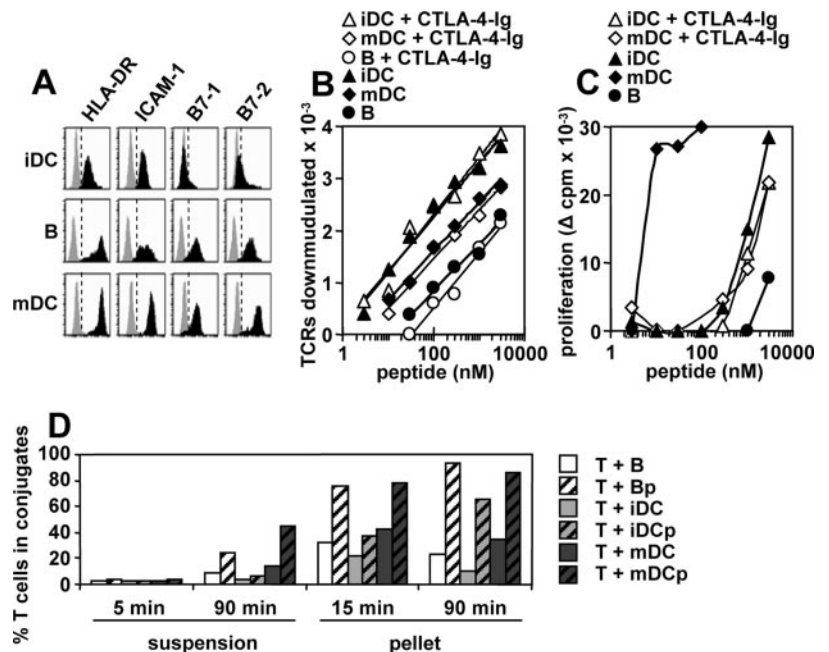 A
HLA-DR ICAM-1 B7-1 B7-2
iDC
B
mDC
B
iDC + CTLA-4-Ig
mDC + CTLA-4-Ig
B + CTLA-4-Ig
iDC
mDC
B
TCRs downmodulated x 10⁻³
4
3
2
1
0
1 100 10000
peptide (nM)
C
iDC + CTLA-4-Ig
mDC + CTLA-4-Ig
iDC
mDC
B
proliferation (Δ cpm x 10⁻³)
30
20
10
0
1 100 10000
peptide (nM)
D
% T cells in conjugates
100
80
60
40
20
0
5 min 90 min 15 min 90 min
suspension pellet
T + B
T + Bp
T + iDC
T + iDCp
T + mDC
T + mDCp